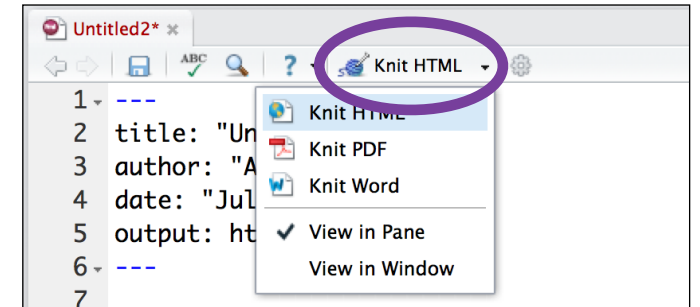 Untitled2* ×
ABC ? Knit HTML
1 ---
Knit HTML
2 title: "Un
Knit PDF
3 author: "A
Knit Word
4 date: "Jul
5 output: ht
View in Pane
6 ---
View in Window
7